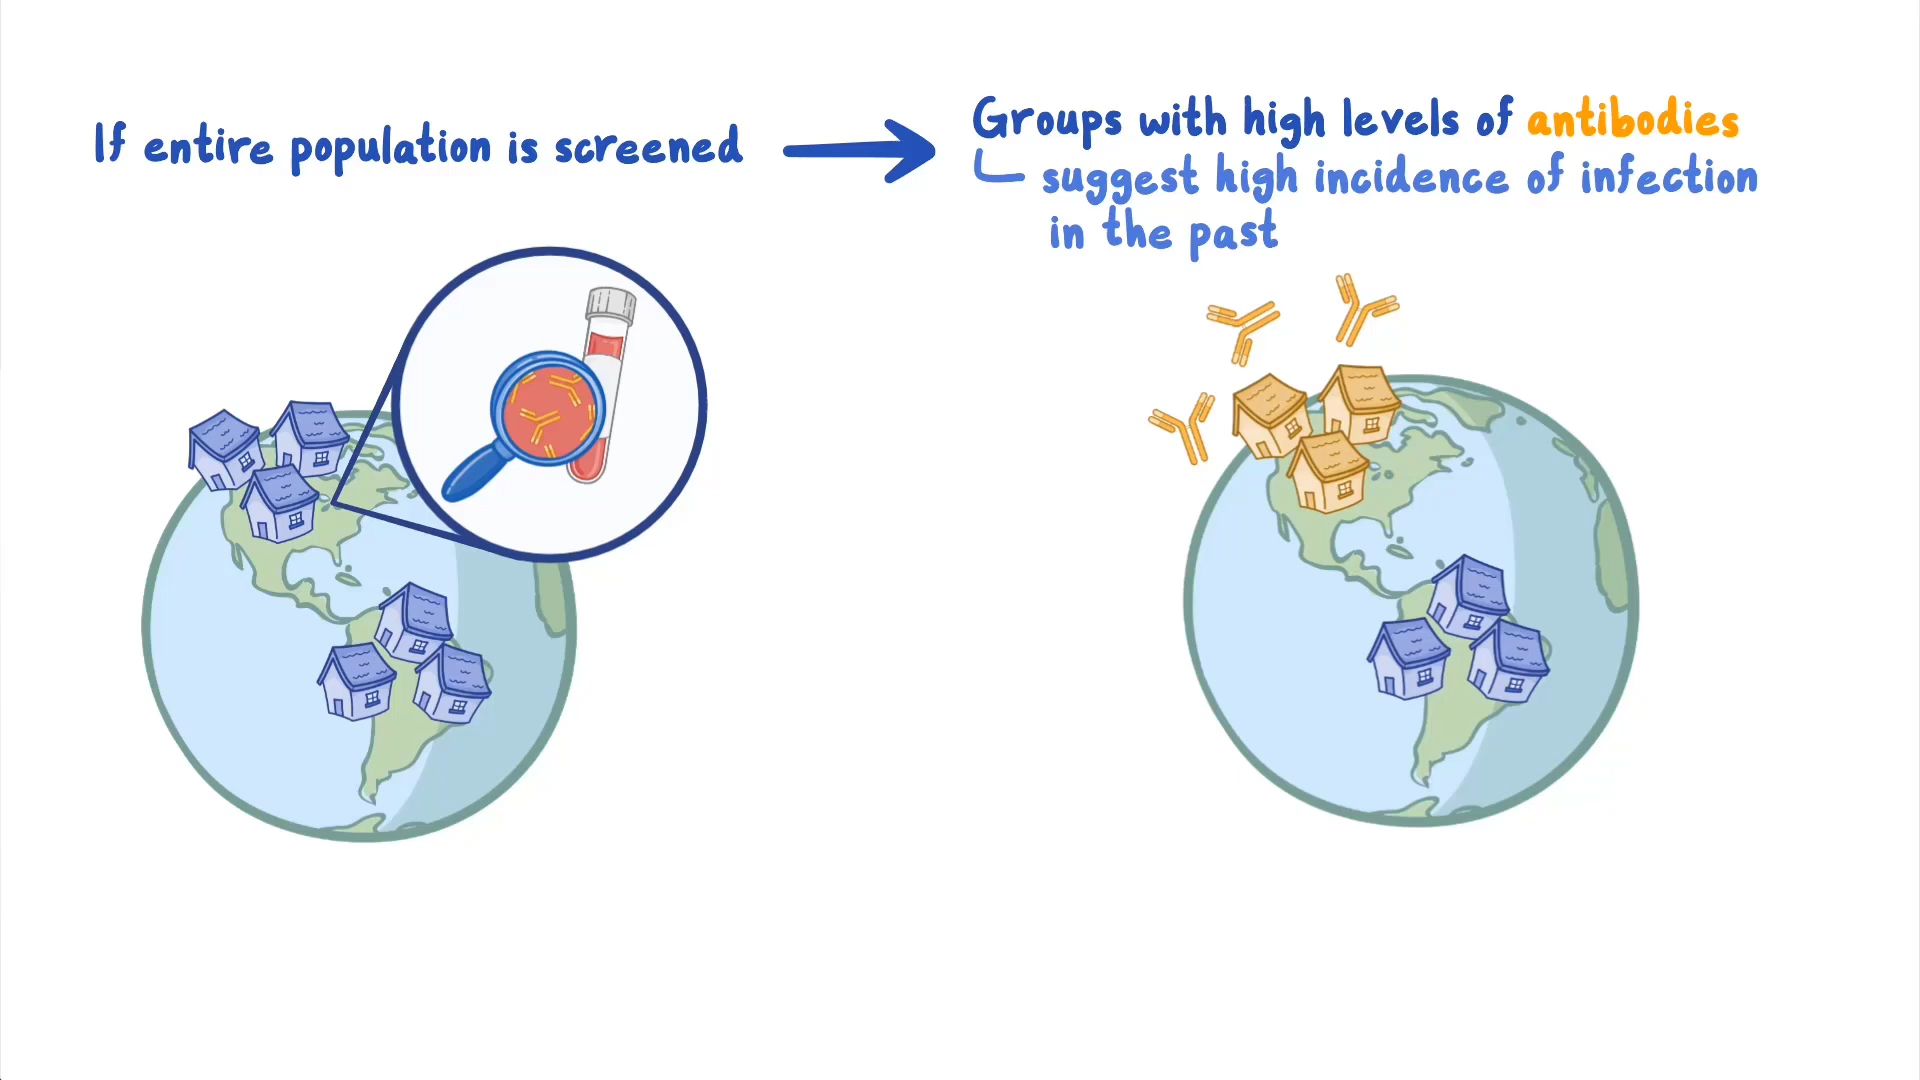 If entire population is screened
Groups with high levels of antibodies
suggest high incidence of infection
in the past